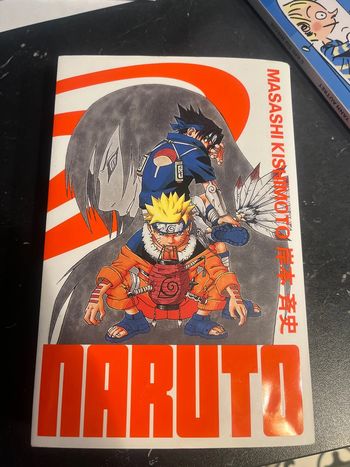 MASASHI KISHIMOTO 岸本 斉史
NARUTO